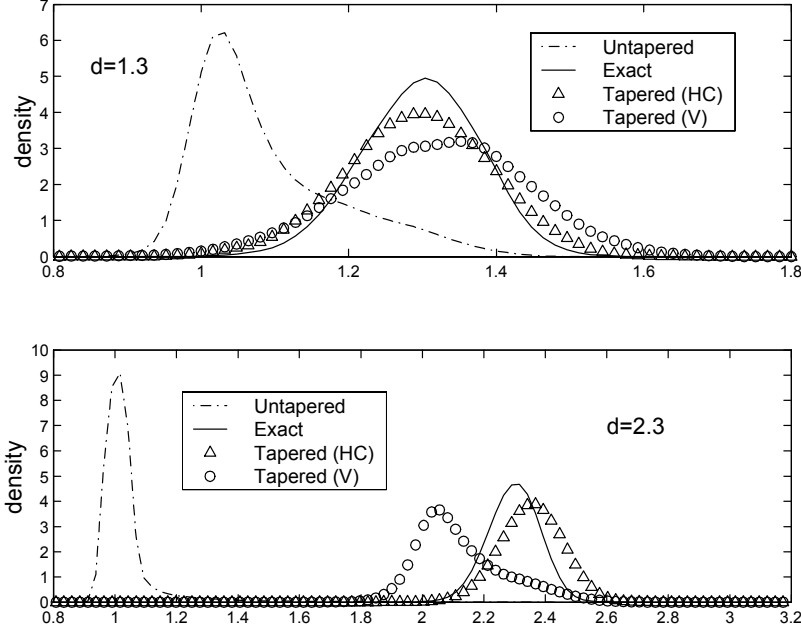 7
6
5
4
3
2
1
0
density
d=1.3
Untapered
Exact
Tapered (HC)
Tapered (V)
0.8 1 1.2 1.4 1.6 1.8
10
9
8
7
6
5
4
3
2
1
0
density
Untapered
Exact
Tapered (HC)
Tapered (V)
d=2.3
0.8 1 1.2 1.4 1.6 1.8 2 2.2 2.4 2.6 2.8 3 3.2